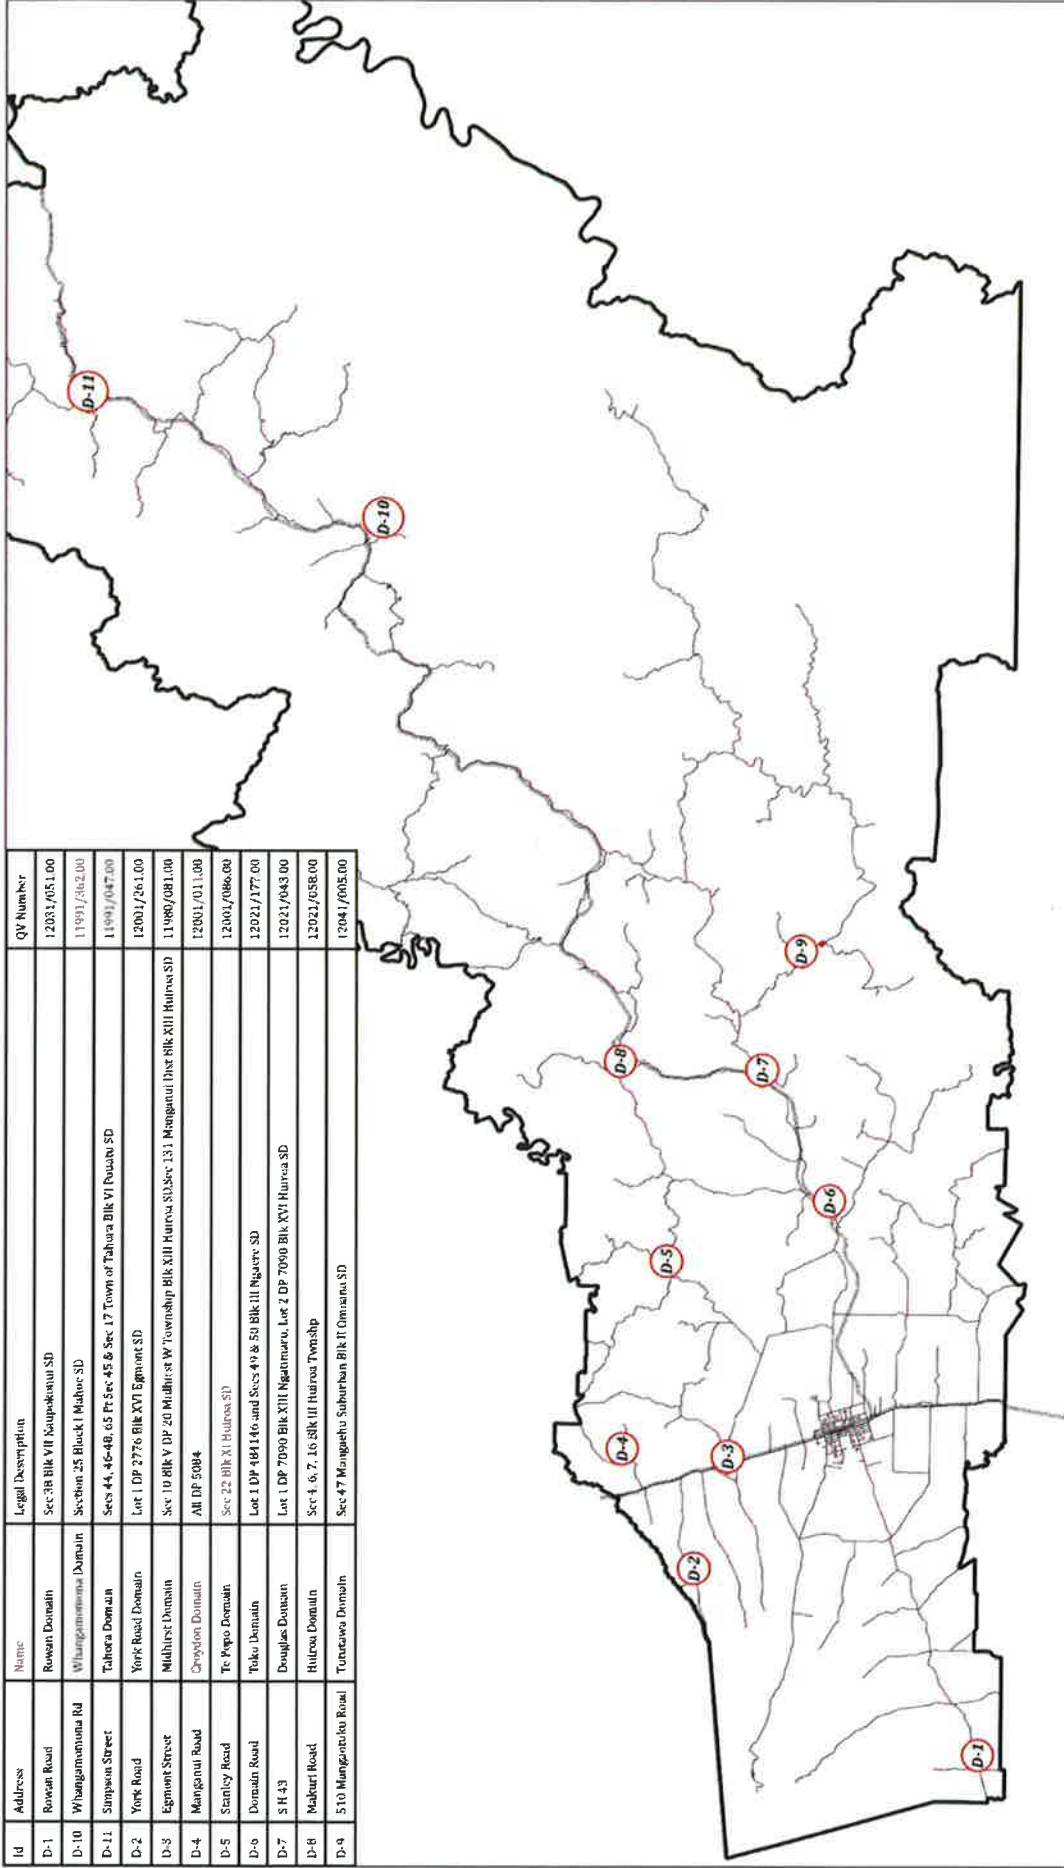 Id Address Name Legal Description QV Number
D-1 Rowan Road Rowan Domain Sec 3B Blk VII Kaupokonui SD 12031/051.00
D-10 Whangamomona Rd Whangamomona Domain Section 25 Block I Mahoe SD 11991/362.00
D-11 Simpson Street Tahora Domain Secs 44, 46-48, 65 Pt Sec 45 & Sec 17 Town of Tahora Blk VI Pouatu SD 11991/047.00
D-2 York Road York Road Domain Lot 1 DP 2776 Blk XVI Egmont SD 12001/261.00
D-3 Egmont Street Midhirst Domain Sec 10 Blk V DP 20 Midhirst W Township Blk XIII Huiroa SD,Sec 131 Manganui Dist Blk XIII Huiroa SD 11980/081.00
D-4 Manganui Road Croydon Domain All DP 5084 12001/011.00
D-5 Stanley Road Te Popo Domain Sec 22 Blk XI Huiroa SD 12001/086.00
D-6 Domain Road Toko Domain Lot 1 DP 484146 and Secs 49 & 50 Blk III Ngaere SD 12021/177.00
D-7 SH 43 Douglas Domain Lot 1 DP 7090 Blk XIII Ngatimaru, Lot 2 DP 7090 Blk XVI Huiroa SD 12021/043.00
D-8 Makuri Road Huiroa Domain Sec 4, 6, 7, 16 Blk III Huiroa Twnshp 12021/058.00
D-9 510 Mangaotuku Road Tututawa Domain Sec 47 Mangaehu Suburban Blk II Omoana SD 12041/005.00
D-11
D-10
D-9
D-8
D-7
D-6
D-5
D-4
D-3
D-2
D-1